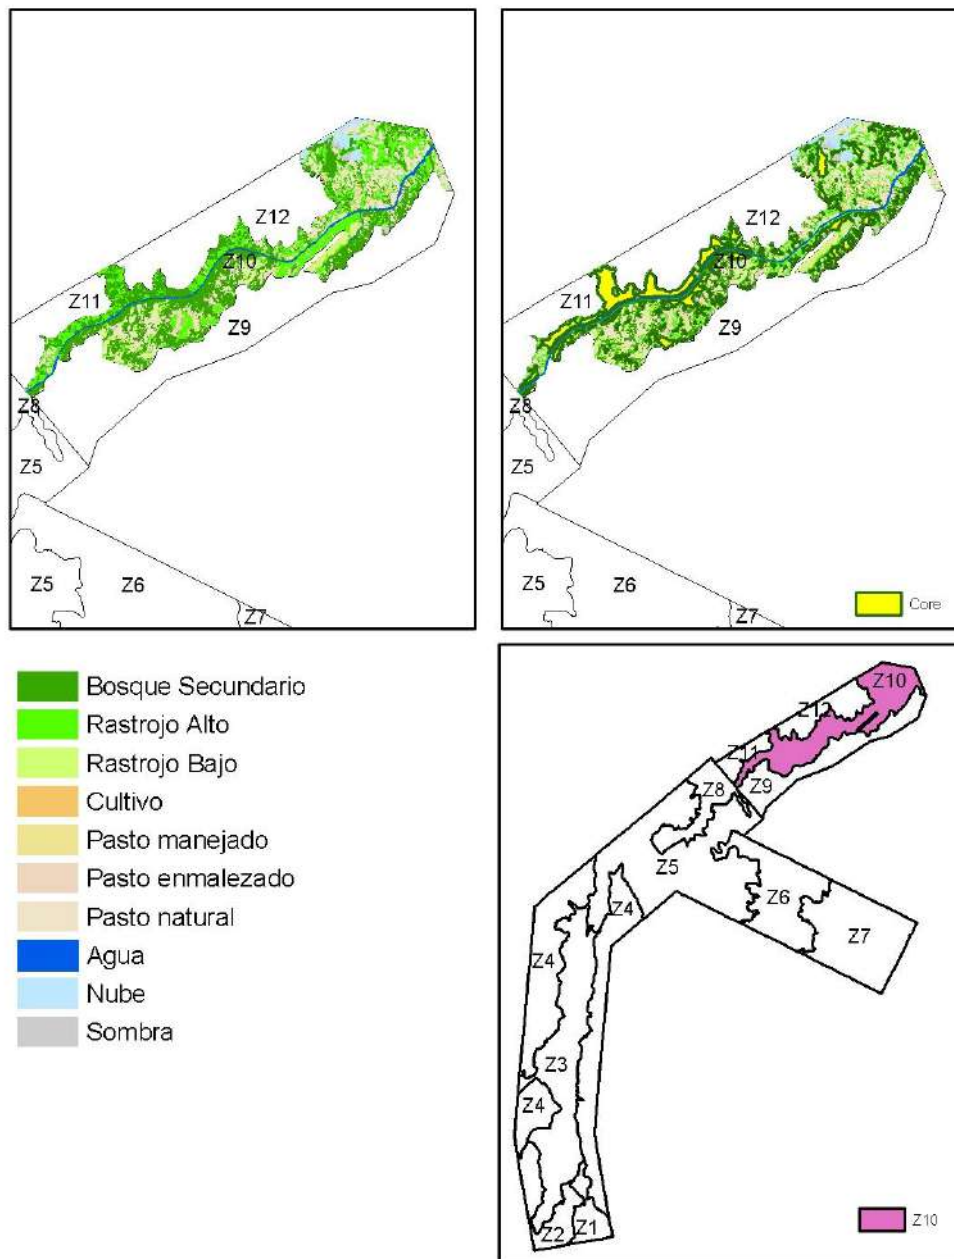 Z12
Z10
Z11
Z9
Z8
Z5
Z5
Z6
Z7
Z12
Z10
Z11
Z9
Z8
Z5
Z5
Z6
Z7
Core
Bosque Secundario
Rastrojo Alto
Rastrojo Bajo
Cultivo
Pasto manejado
Pasto enmalezado
Pasto natural
Agua
Nube
Sombra
Z10
Z12
Z11
Z9
Z8
Z5
Z6
Z4
Z7
Z4
Z3
Z4
Z2
Z1
Z10